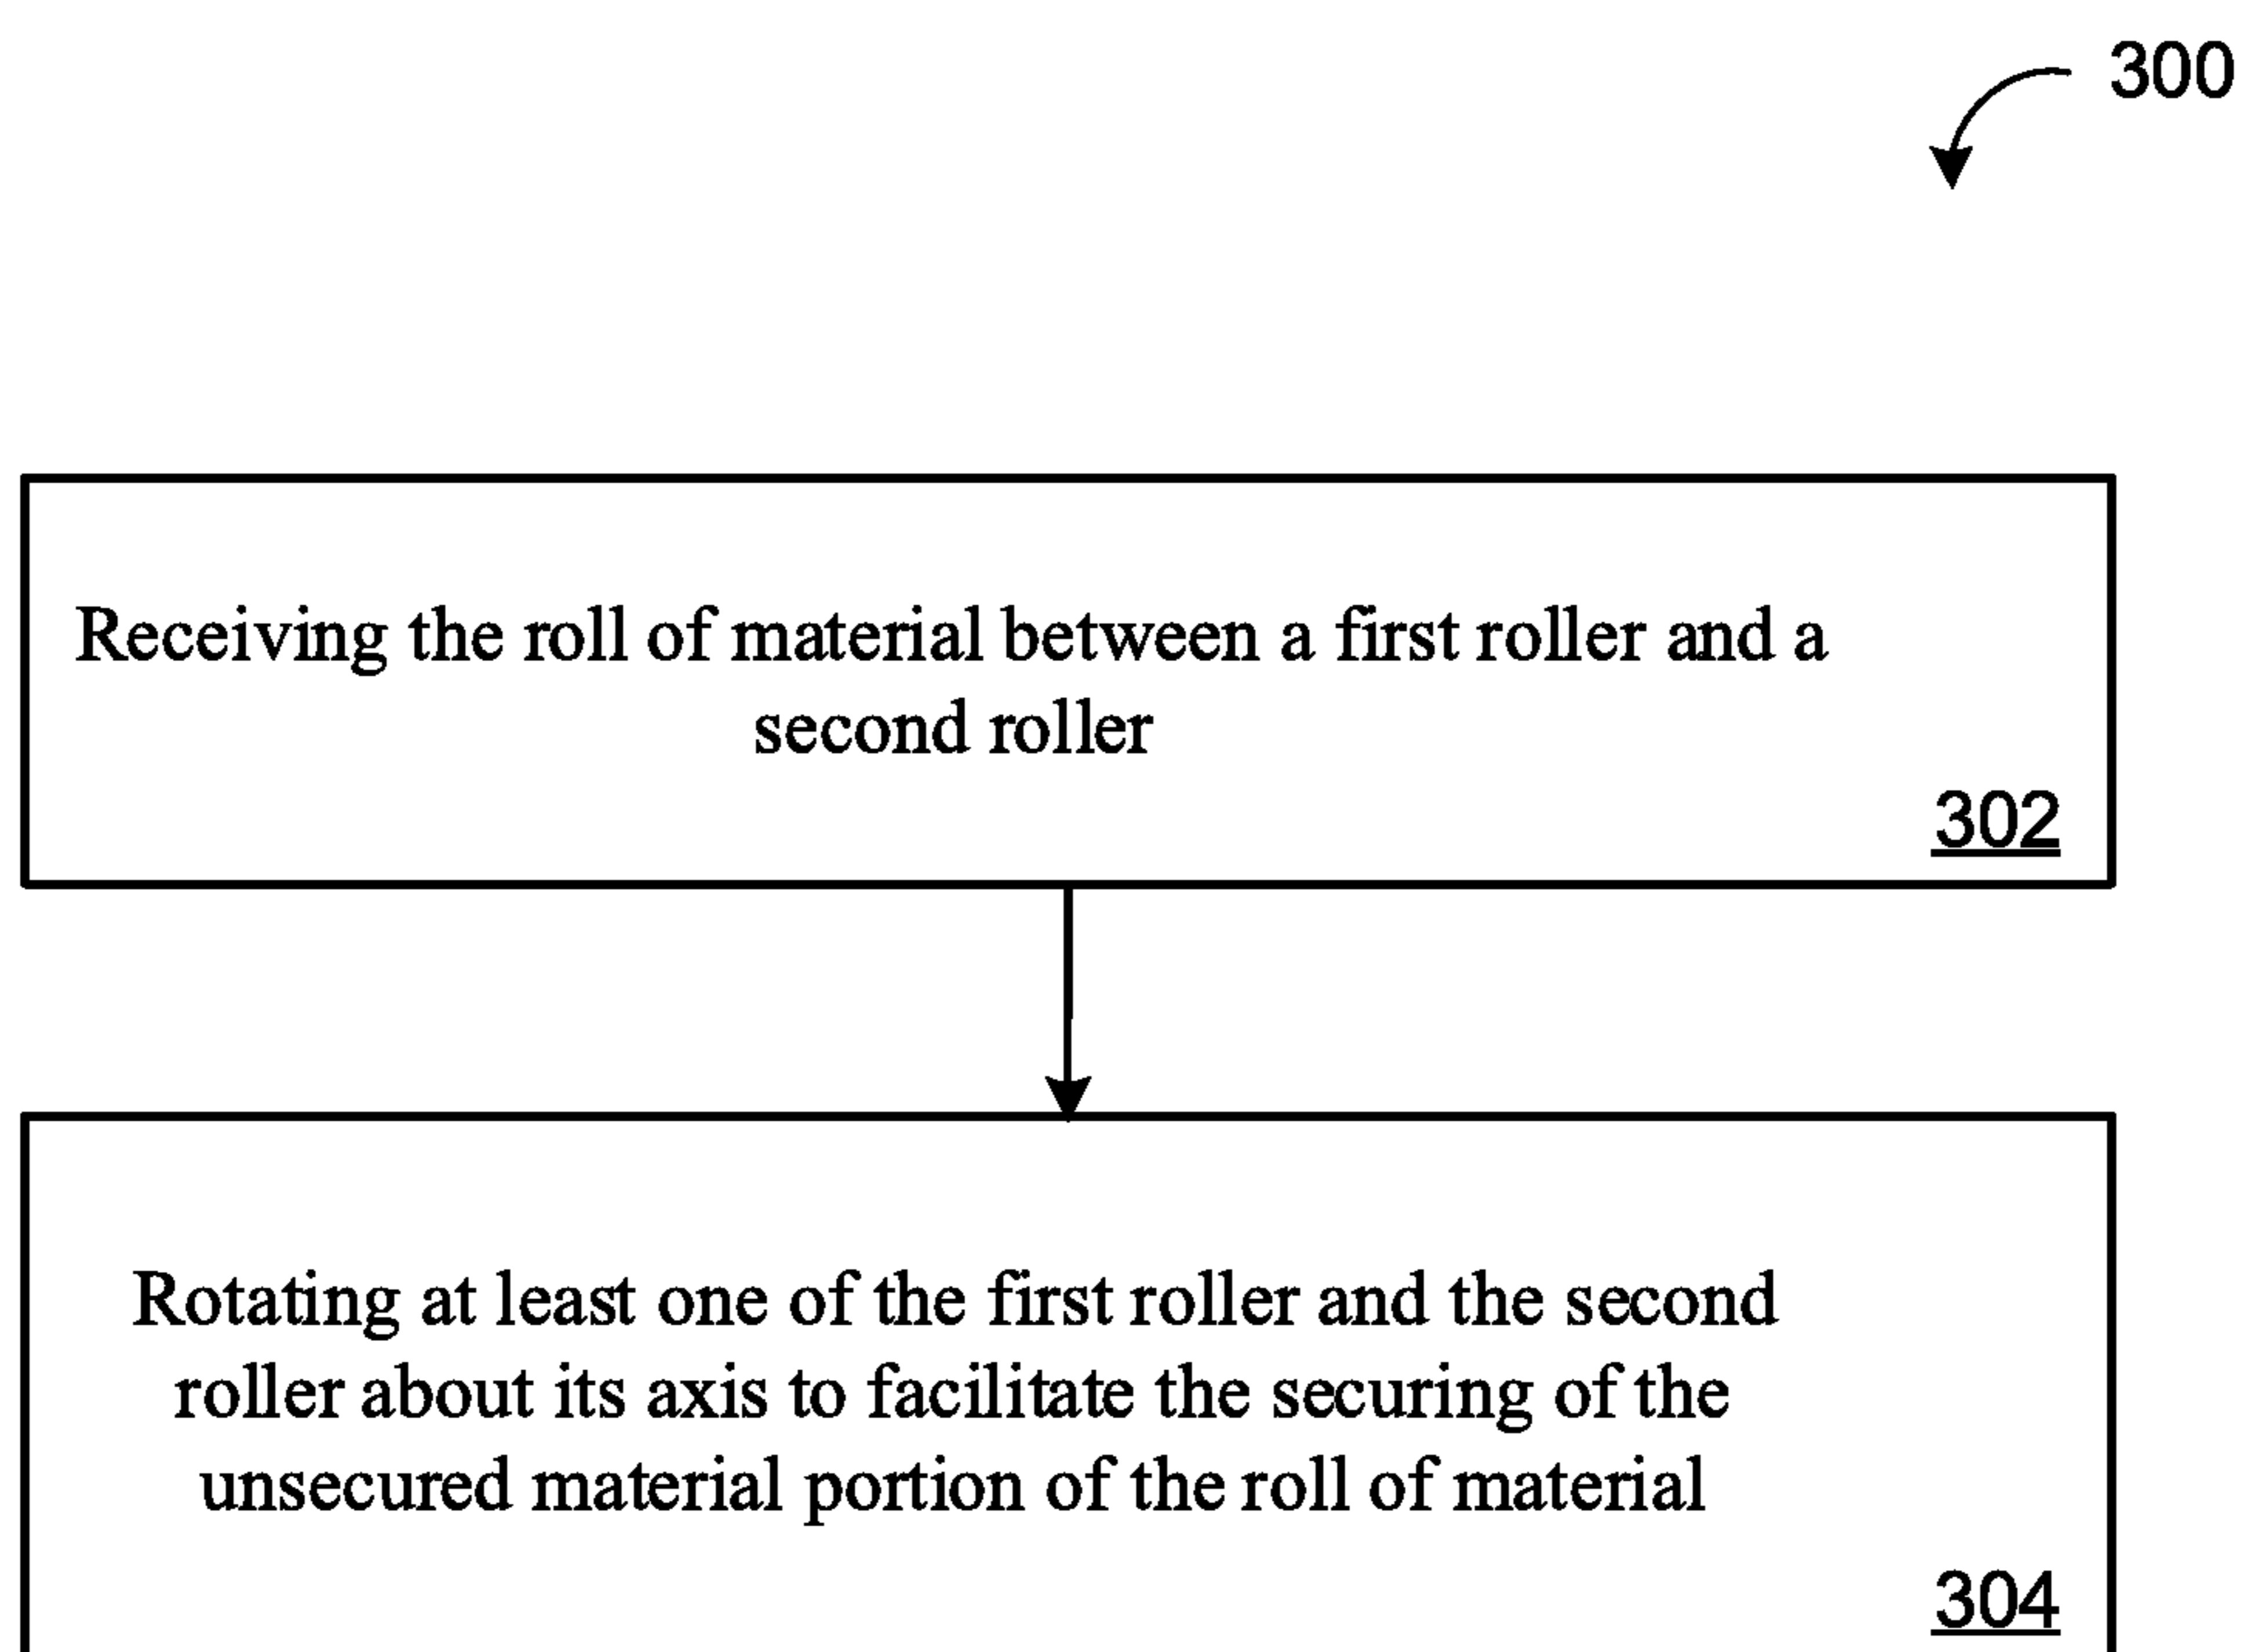 300
Receiving the roll of material between a first roller and a
second roller
302
Rotating at least one of the first roller and the second
roller about its axis to facilitate the securing of the
unsecured material portion of the roll of material
304